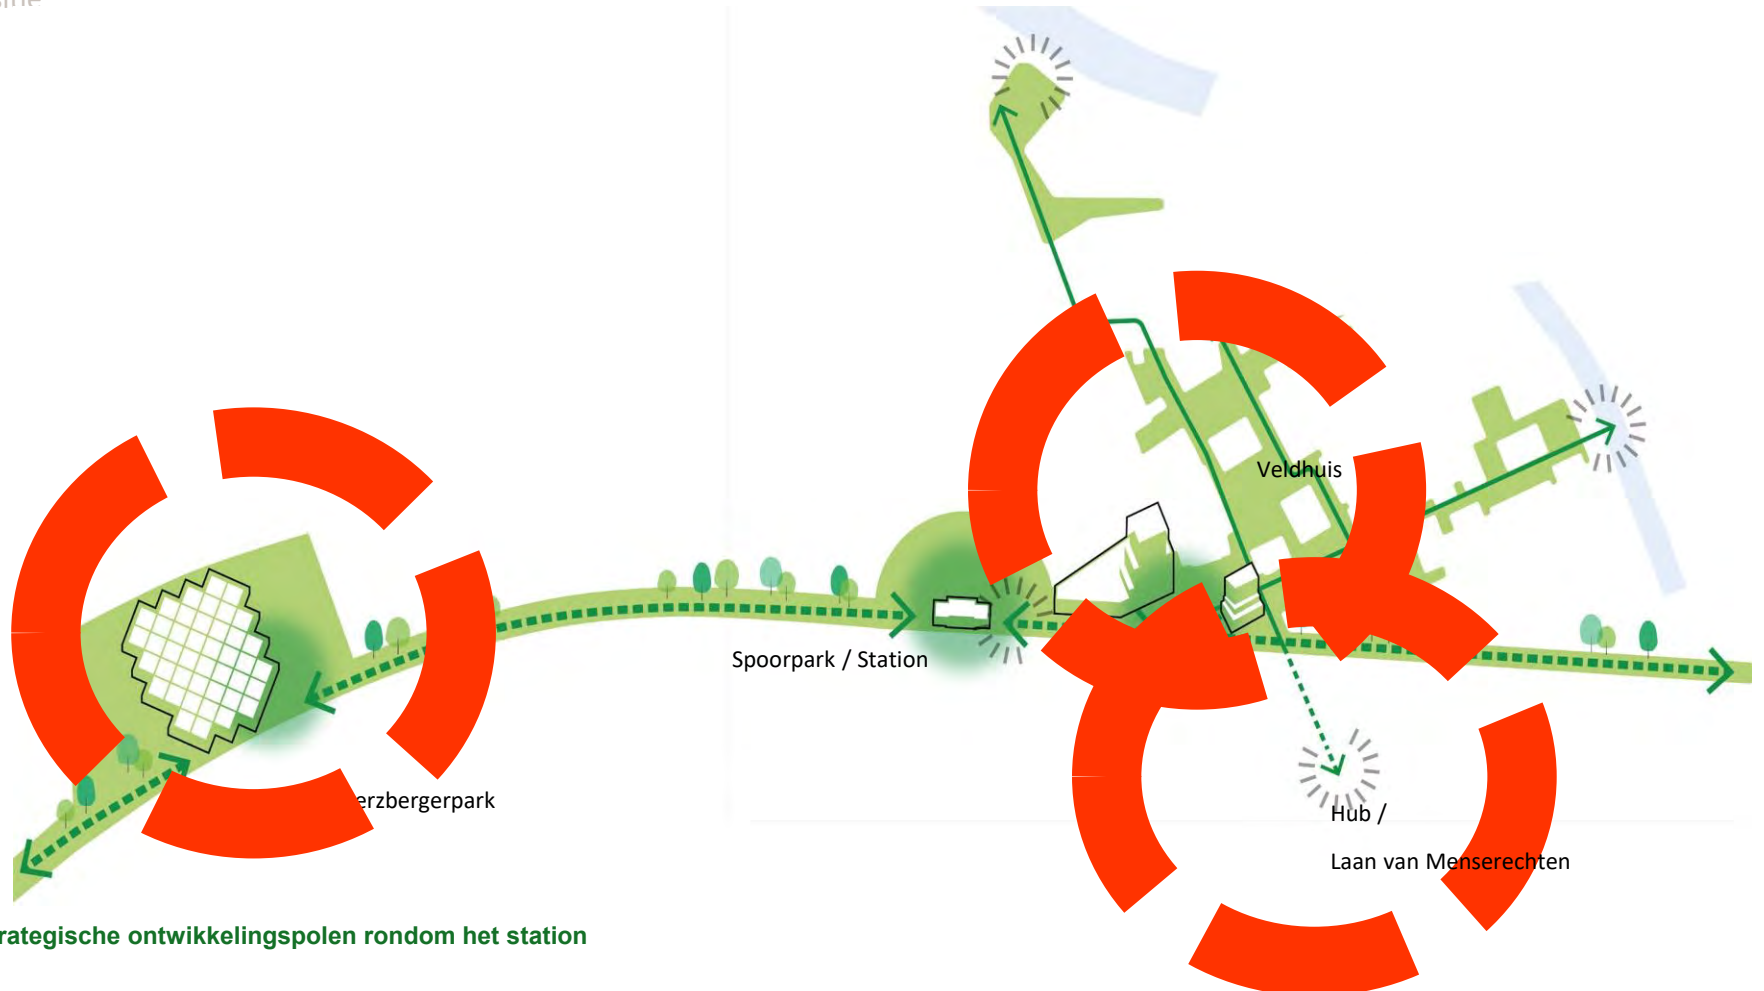 Veldhuis
Spoorpark / Station
erzbergerpark
Hub /
Laan van Menserechten
rategische ontwikkelingspolen rondom het station